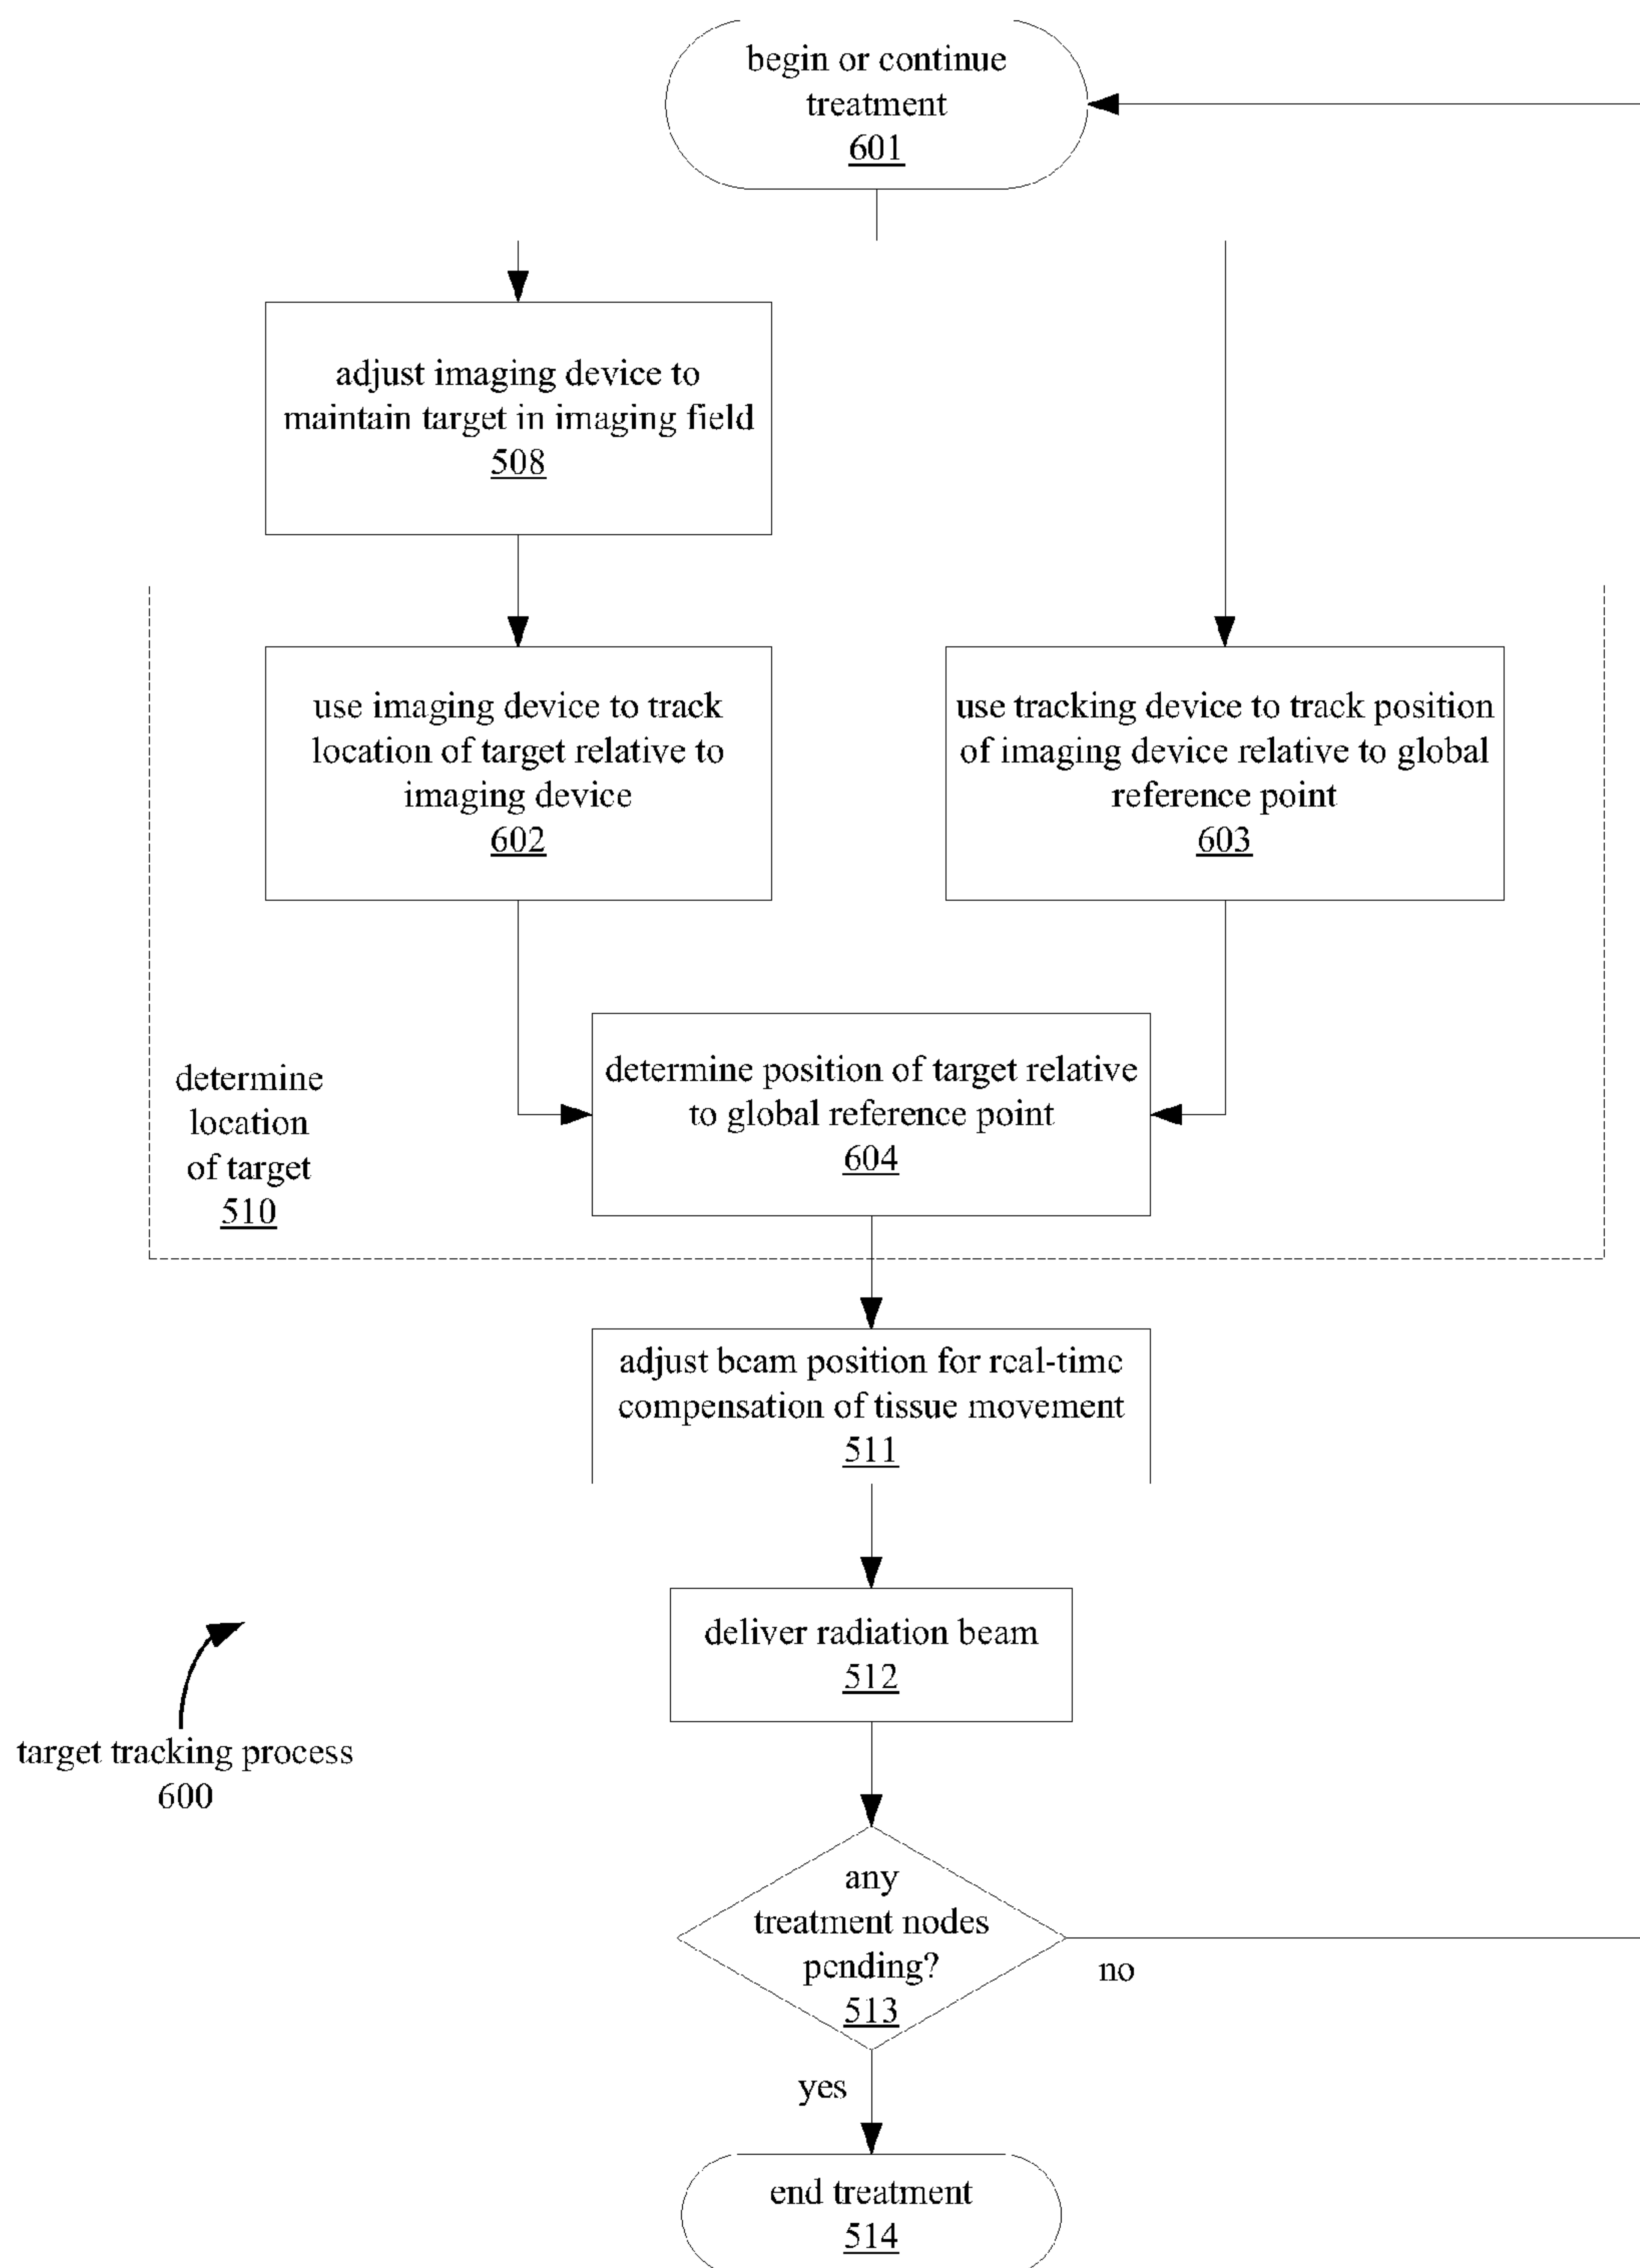 begin or continue
treatment
601
adjust imaging device to
maintain target in imaging field
508
use imaging device to track
location of target relative to
imaging device
602
use tracking device to track position
of imaging device relative to global
reference point
603
determine position of target relative
to global reference point
604
determine
location
of target
510
adjust beam position for real-time
compensation of tissue movement
511
deliver radiation beam
512
target tracking process
600
any
treatment nodes
pending?
513
no
yes
end treatment
514